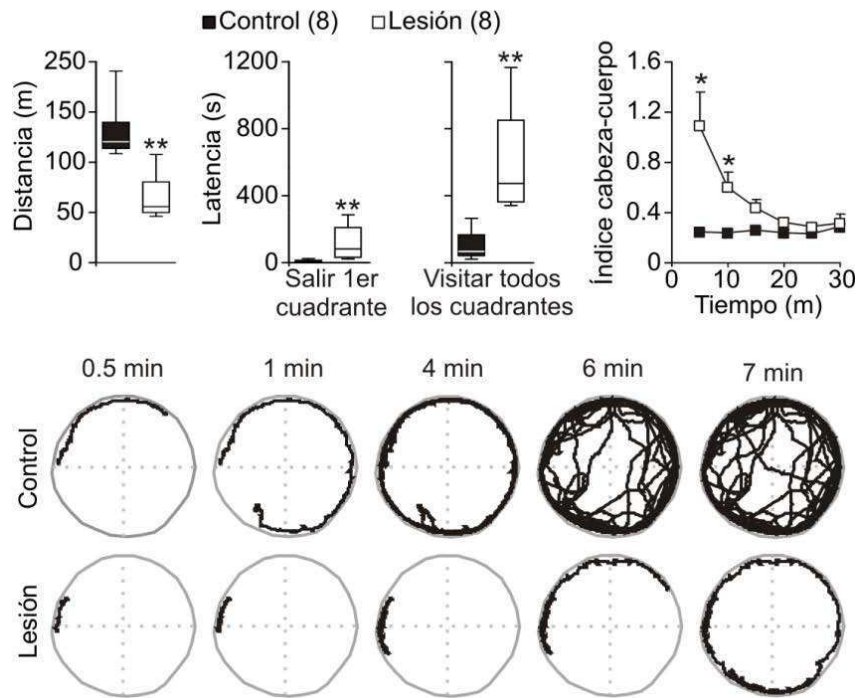 Control (8) Lesión (8)
Distancia (m)
250
150
100
50
0
Latencia (s)
1200
800
400
0
**
**
**
Salir 1er
cuadrante
Visitar todos
los cuadrantes
Índice cabeza-cuerpo
1.6
1.2
0.8
0.4
0
*
*
0 10 20 30
Tiempo (m)
0.5 min 1 min 4 min 6 min 7 min
Control
Lesión